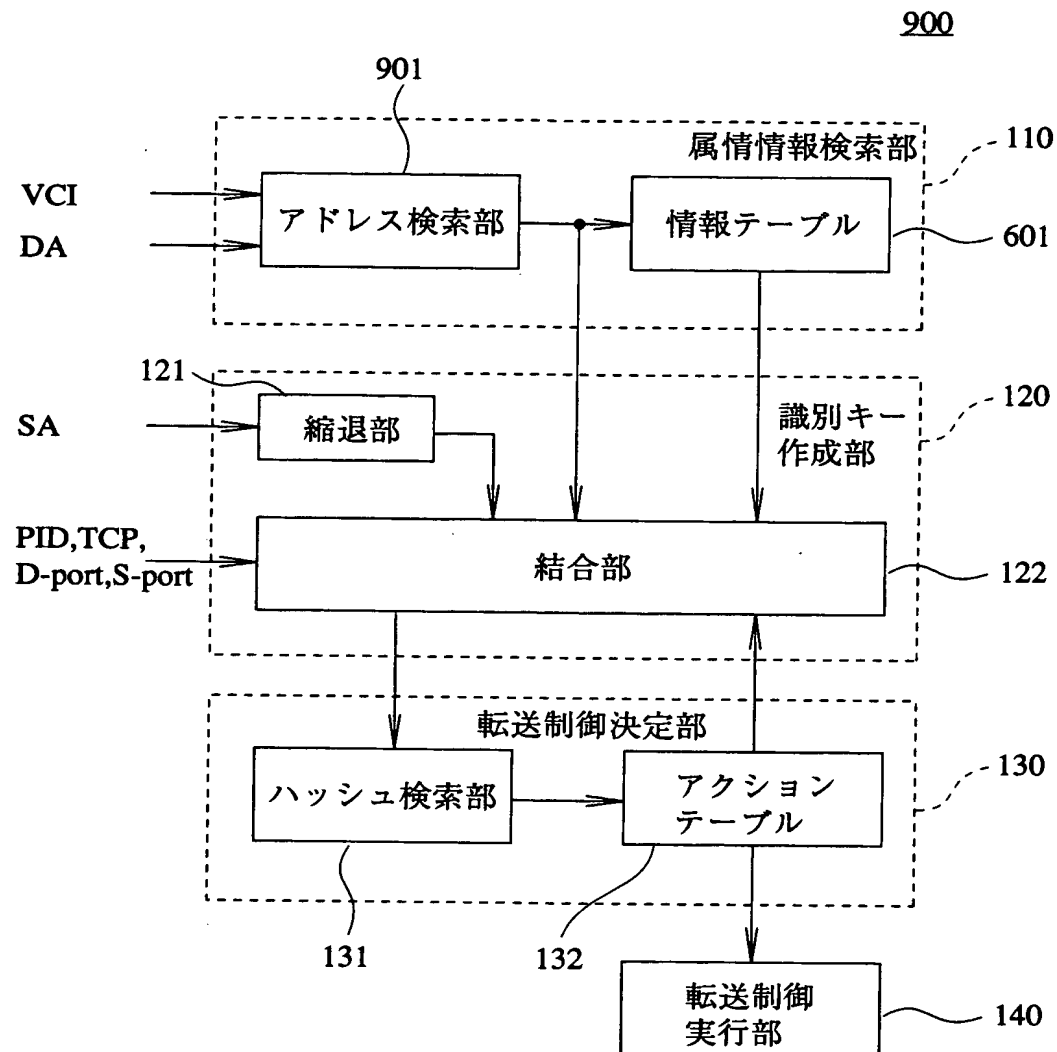 900
901
属情情報検索部
110
VCI
DA
アドレス検索部
情報テーブル
601
121
SA
縮退部
識別キー
作成部
120
PID,TCP,
D-port,S-port
結合部
122
転送制御決定部
ハッシュ検索部
アクション
テーブル
130
131
132
転送制御
実行部
140